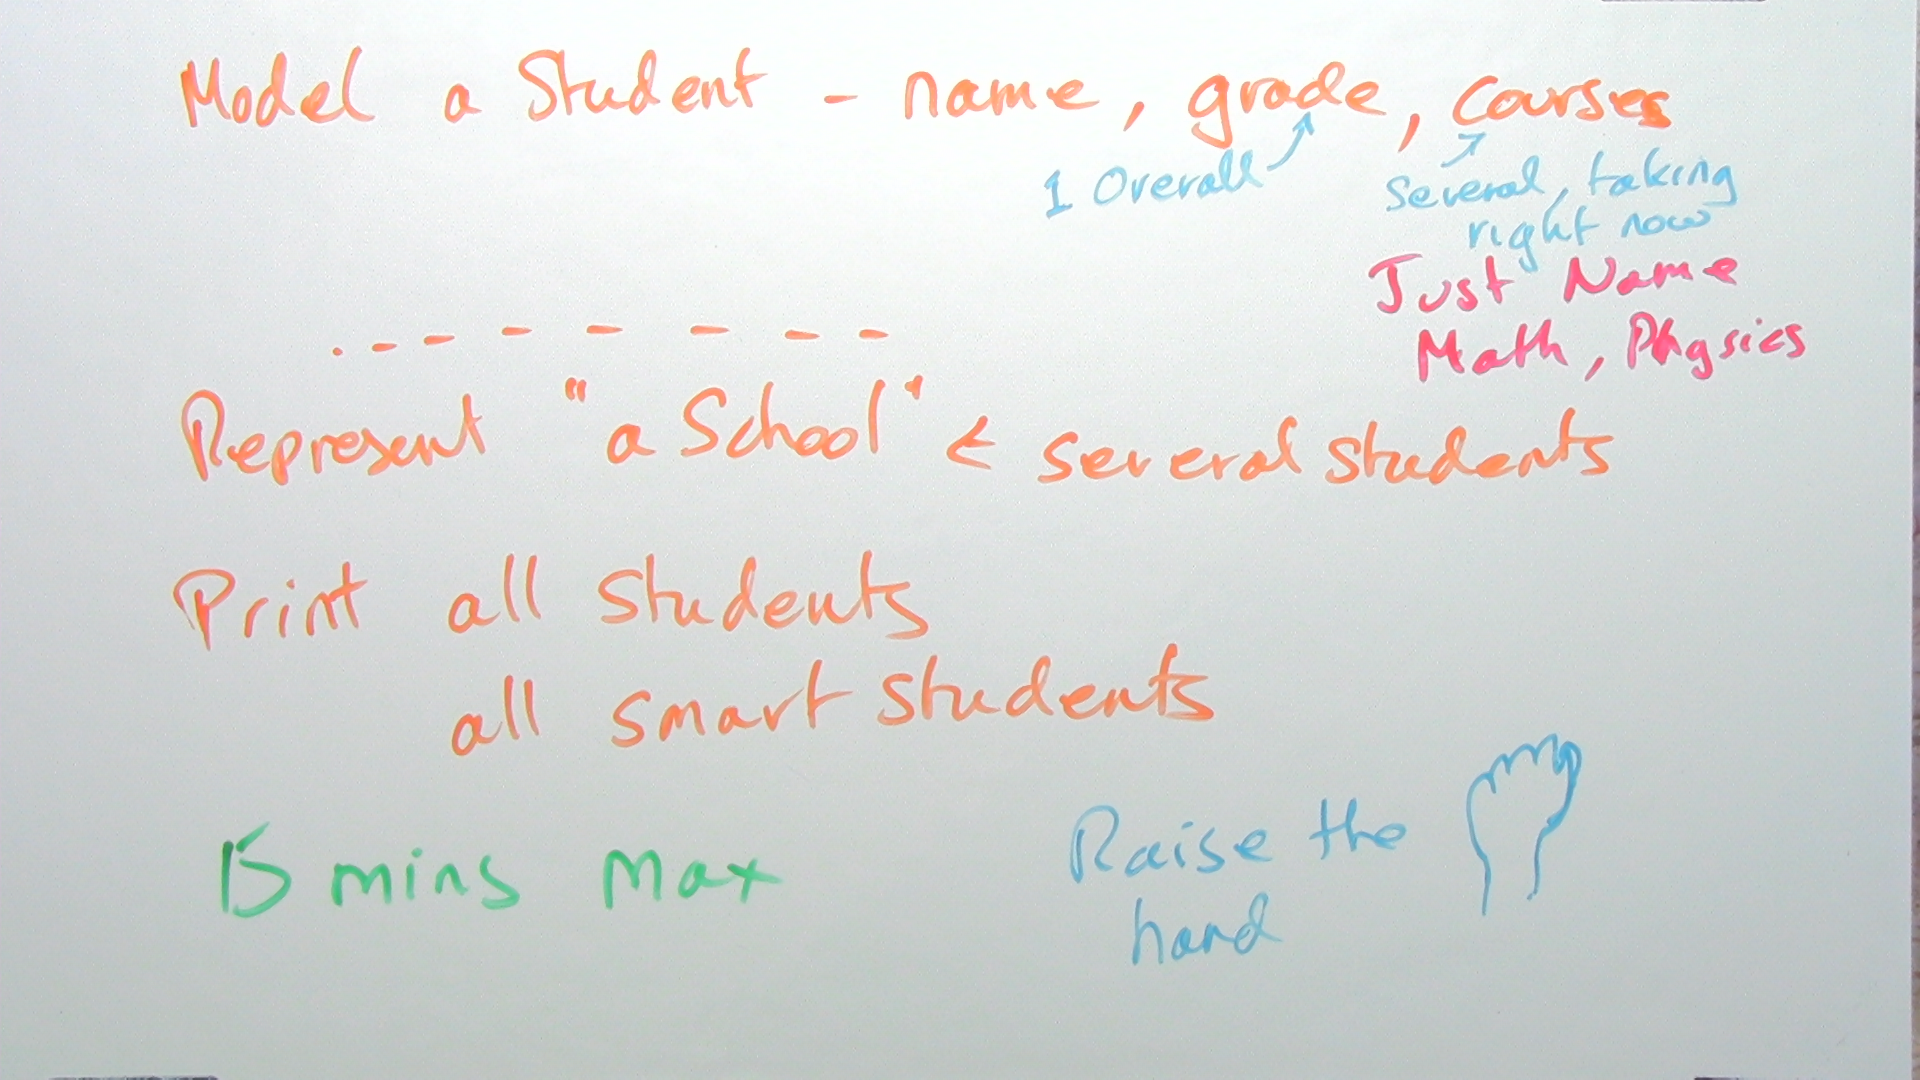 Model a Student - name, grade, courses
1 Overall
Several, taking
right now
Just Name
Math, Physics
Represent "a School" < several students
Print all students
all smart students
15 mins max
Raise the
hand